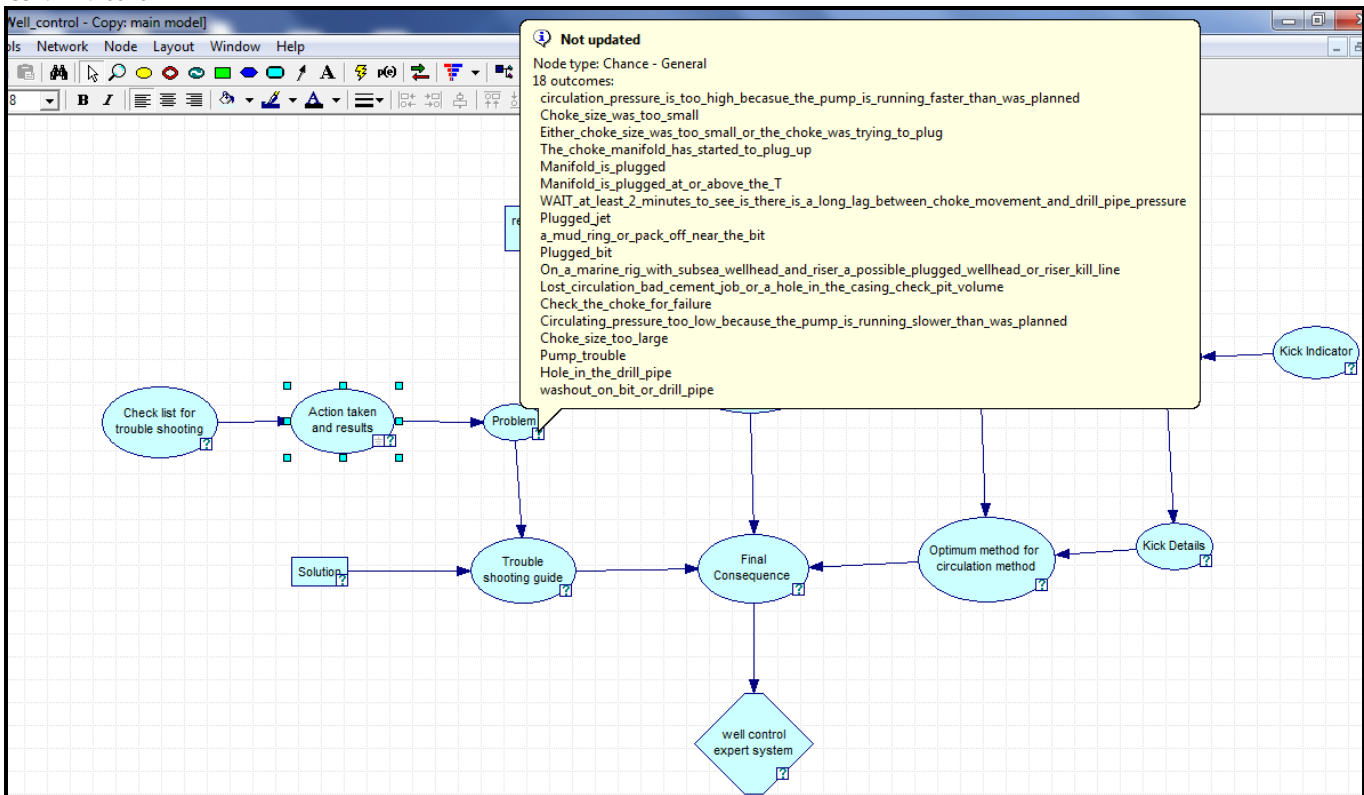 Well_control - Copy: main model]
ols Network Node Layout Window Help
8 B I
A p(e)
Not updated
Node type: Chance - General
18 outcomes:
circulation_pressure_is_too_high_becasue_the_pump_is_running_faster_than_was_planned
Choke_size_was_too_small
Either_choke_size_was_too_small_or_the_choke_was_trying_to_plug
The_choke_manifold_has_started_to_plug_up
Manifold_is_plugged
Manifold_is_plugged_at_or_above_the_T
WAIT_at_least_2_minutes_to_see_is_there_is_a_long_lag_between_choke_movement_and_drill_pipe_pressure
Plugged_jet
a_mud_ring_or_pack_off_near_the_bit
Plugged_bit
On_a_marine_rig_with_subsea_wellhead_and_riser_a_possible_plugged_wellhead_or_riser_kill_line
Lost_circulation_bad_cement_job_or_a_hole_in_the_casing_check_pit_volume
Check_the_choke_for_failure
Circulating_pressure_too_low_because_the_pump_is_running_slower_than_was_planned
Choke_size_too_large
Pump_trouble
Hole_in_the_drill_pipe
washout_on_bit_or_drill_pipe
re
Kick Indicator
Check list for
trouble shooting
Action taken
and results
Problem
Solution
Trouble
shooting guide
Final
Consequence
Optimum method for
circulation method
Kick Details
well control
expert system